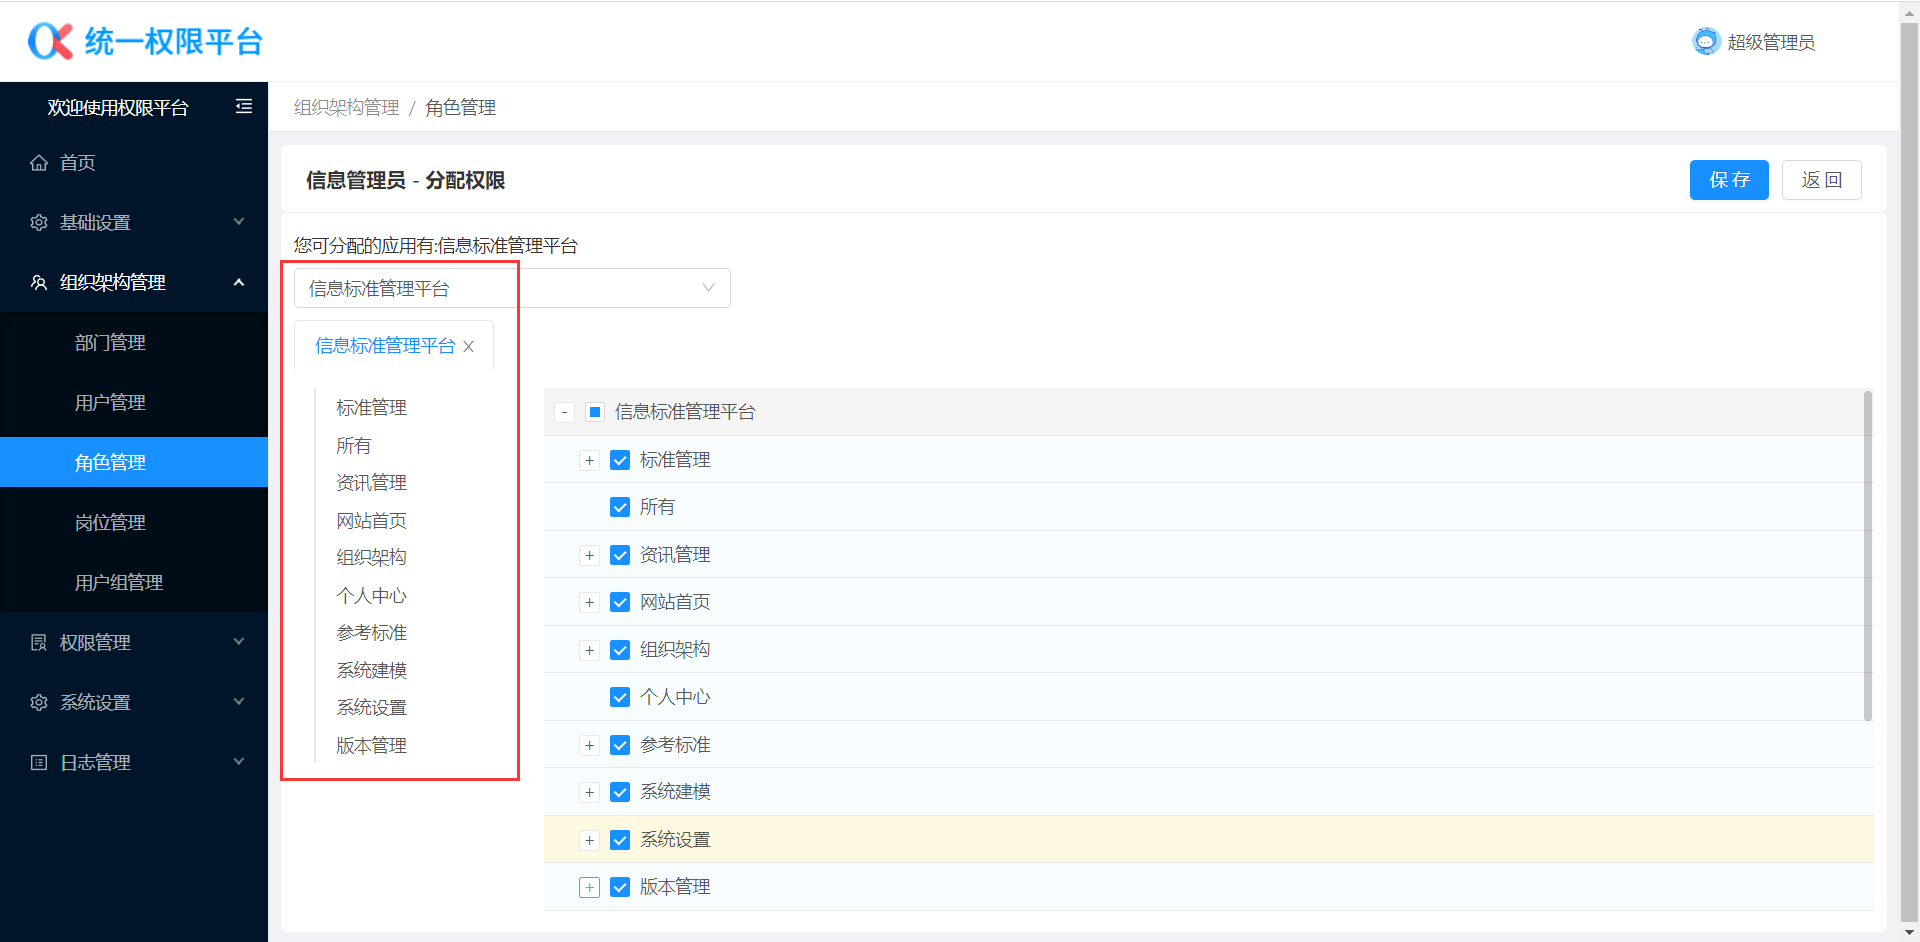 统一权限平台
超级管理员
欢迎使用权限平台
首页
基础设置
组织架构管理
部门管理
用户管理
角色管理
岗位管理
用户组管理
权限管理
系统设置
日志管理
组织架构管理 / 角色管理
信息管理员 - 分配权限
保 存
返 回
您可分配的应用有:信息标准管理平台
信息标准管理平台
信息标准管理平台
标准管理
所有
资讯管理
网站首页
组织架构
个人中心
参考标准
系统建模
系统设置
版本管理
信息标准管理平台
标准管理
所有
资讯管理
网站首页
组织架构
个人中心
参考标准
系统建模
系统设置
版本管理